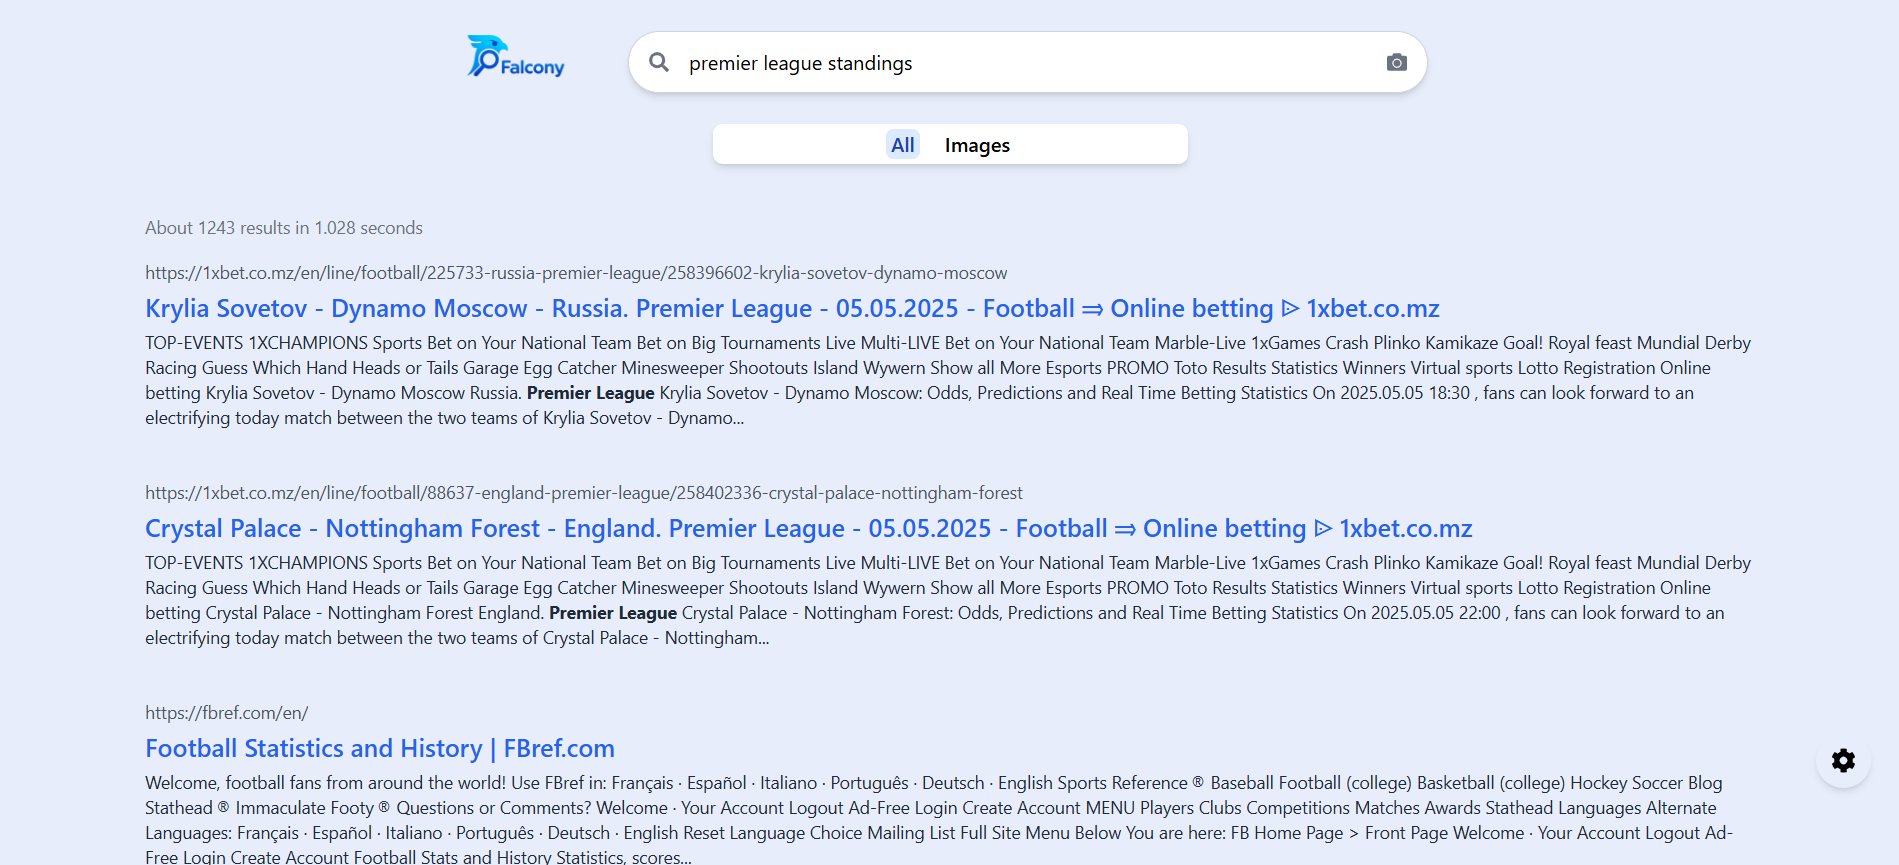 Falcony
premier league standings
All Images
About 1243 results in 1.028 seconds
https://1xbet.co.mz/en/line/football/225733-russia-premier-league/258396602-krylia-sovetov-dynamo-moscow
Krylia Sovetov - Dynamo Moscow - Russia. Premier League - 05.05.2025 - Football ⇒ Online betting ᐉ 1xbet.co.mz
TOP-EVENTS 1XCHAMPIONS Sports Bet on Your National Team Bet on Big Tournaments Live Multi-LIVE Bet on Your National Team Marble-Live 1xGames Crash Plinko Kamikaze Goal! Royal feast Mundial Derby
Racing Guess Which Hand Heads or Tails Garage Egg Catcher Minesweeper Shootouts Island Wywern Show all More Esports PROMO Toto Results Statistics Winners Virtual sports Lotto Registration Online
betting Krylia Sovetov - Dynamo Moscow Russia. Premier League Krylia Sovetov - Dynamo Moscow: Odds, Predictions and Real Time Betting Statistics On 2025.05.05 18:30 , fans can look forward to an
electrifying today match between the two teams of Krylia Sovetov - Dynamo...
https://1xbet.co.mz/en/line/football/88637-england-premier-league/258402336-crystal-palace-nottingham-forest
Crystal Palace - Nottingham Forest - England. Premier League - 05.05.2025 - Football ⇒ Online betting ᐉ 1xbet.co.mz
TOP-EVENTS 1XCHAMPIONS Sports Bet on Your National Team Bet on Big Tournaments Live Multi-LIVE Bet on Your National Team Marble-Live 1xGames Crash Plinko Kamikaze Goal! Royal feast Mundial Derby
Racing Guess Which Hand Heads or Tails Garage Egg Catcher Minesweeper Shootouts Island Wywern Show all More Esports PROMO Toto Results Statistics Winners Virtual sports Lotto Registration Online
betting Crystal Palace - Nottingham Forest England. Premier League Crystal Palace - Nottingham Forest: Odds, Predictions and Real Time Betting Statistics On 2025.05.05 22:00 , fans can look forward to an
electrifying today match between the two teams of Crystal Palace - Nottingham...
https://fbref.com/en/
Football Statistics and History | FBref.com
Welcome, football fans from around the world! Use FBref in: Français · Español · Italiano · Português · Deutsch · English Sports Reference ® Baseball Football (college) Basketball (college) Hockey Soccer Blog
Stathead ® Immaculate Footy ® Questions or Comments? Welcome · Your Account Logout Ad-Free Login Create Account MENU Players Clubs Competitions Matches Awards Stathead Languages Alternate
Languages: Français · Español · Italiano · Português · Deutsch · English Reset Language Choice Mailing List Full Site Menu Below You are here: FB Home Page > Front Page Welcome · Your Account Logout Ad-
Free Login Create Account Football Stats and History Statistics, scores...